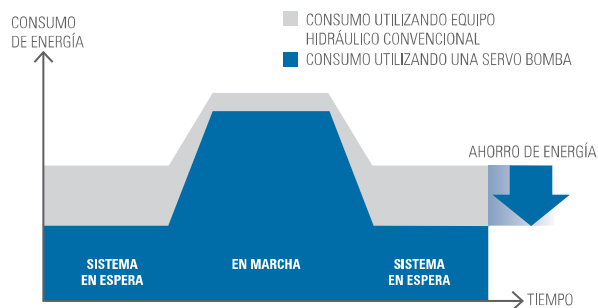 CONSUMO
DE ENERGÍA
CONSUMO UTILIZANDO EQUIPO
HIDRÁULICO CONVENCIONAL
CONSUMO UTILIZANDO UNA SERVO BOMBA
AHORRO DE ENERGÍA
SISTEMA
EN ESPERA
EN MARCHA
SISTEMA
EN ESPERA
TIEMPO